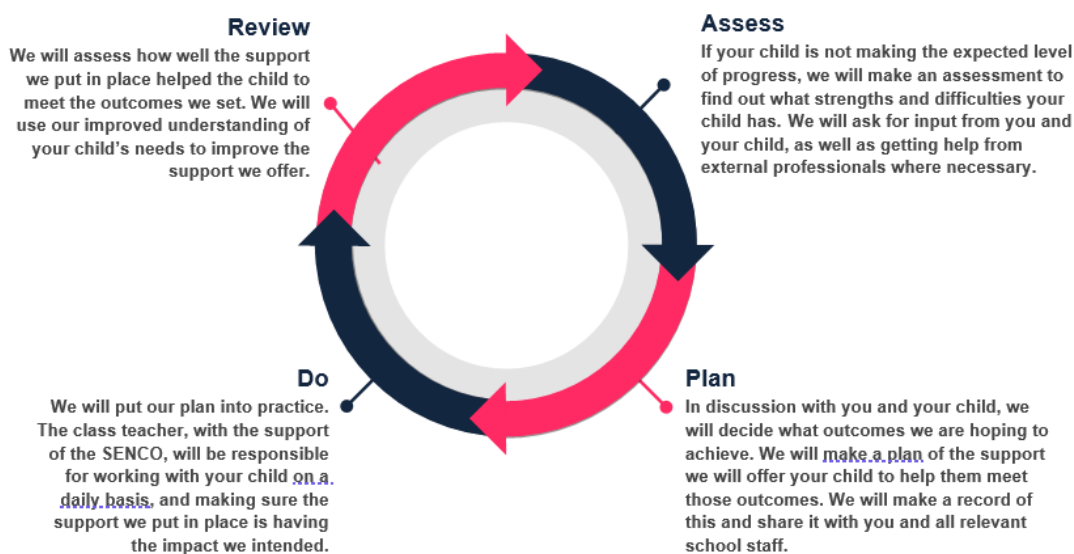 Review
We will assess how well the support
we put in place helped the child to
meet the outcomes we set. We will
use our improved understanding of
your child’s needs to improve the
support we offer.
Assess
If your child is not making the expected level
of progress, we will make an assessment to
find out what strengths and difficulties your
child has. We will ask for input from you and
your child, as well as getting help from
external professionals where necessary.
Do
We will put our plan into practice.
The class teacher, with the support
of the SENCO, will be responsible
for working with your child on a
daily basis, and making sure the
support we put in place is having
the impact we intended.
Plan
In discussion with you and your child, we
will decide what outcomes we are hoping to
achieve. We will make a plan of the support
we will offer your child to help them meet
those outcomes. We will make a record of
this and share it with you and all relevant
school staff.